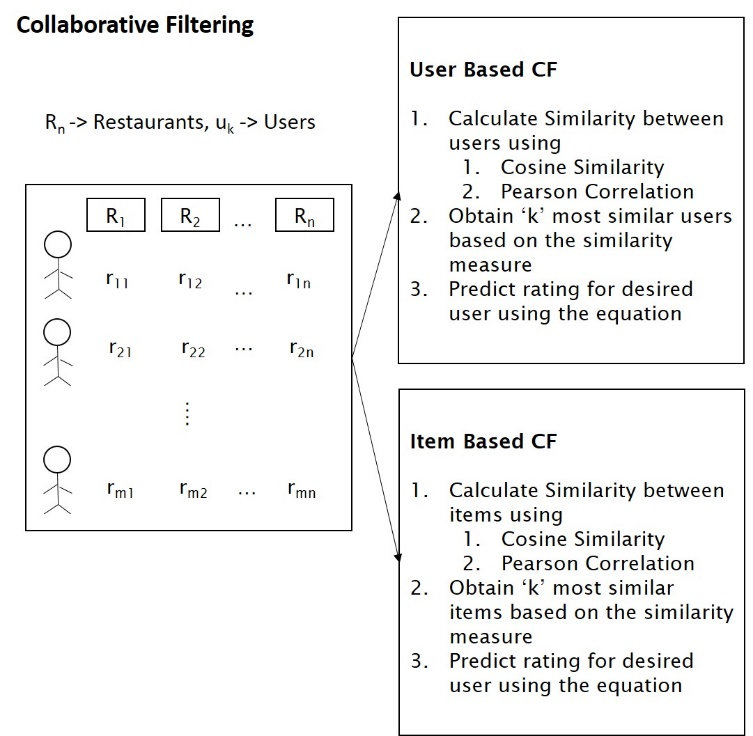 Collaborative Filtering
Rn -> Restaurants, uk -> Users
R1 R2 ... Rn
r11 r12 ... r1n
r21 r22 ... r2n
r m1 rm2 ... rmn
User Based CF
1. Calculate Similarity between
users using
1. Cosine Similarity
2. Pearson Correlation
2. Obtain ‘k’ most similar users
based on the similarity
measure
3. Predict rating for desired
user using the equation
Item Based CF
1. Calculate Similarity between
items using
1. Cosine Similarity
2. Pearson Correlation
2. Obtain ‘k’ most similar
items based on the similarity
measure
3. Predict rating for desired
user using the equation